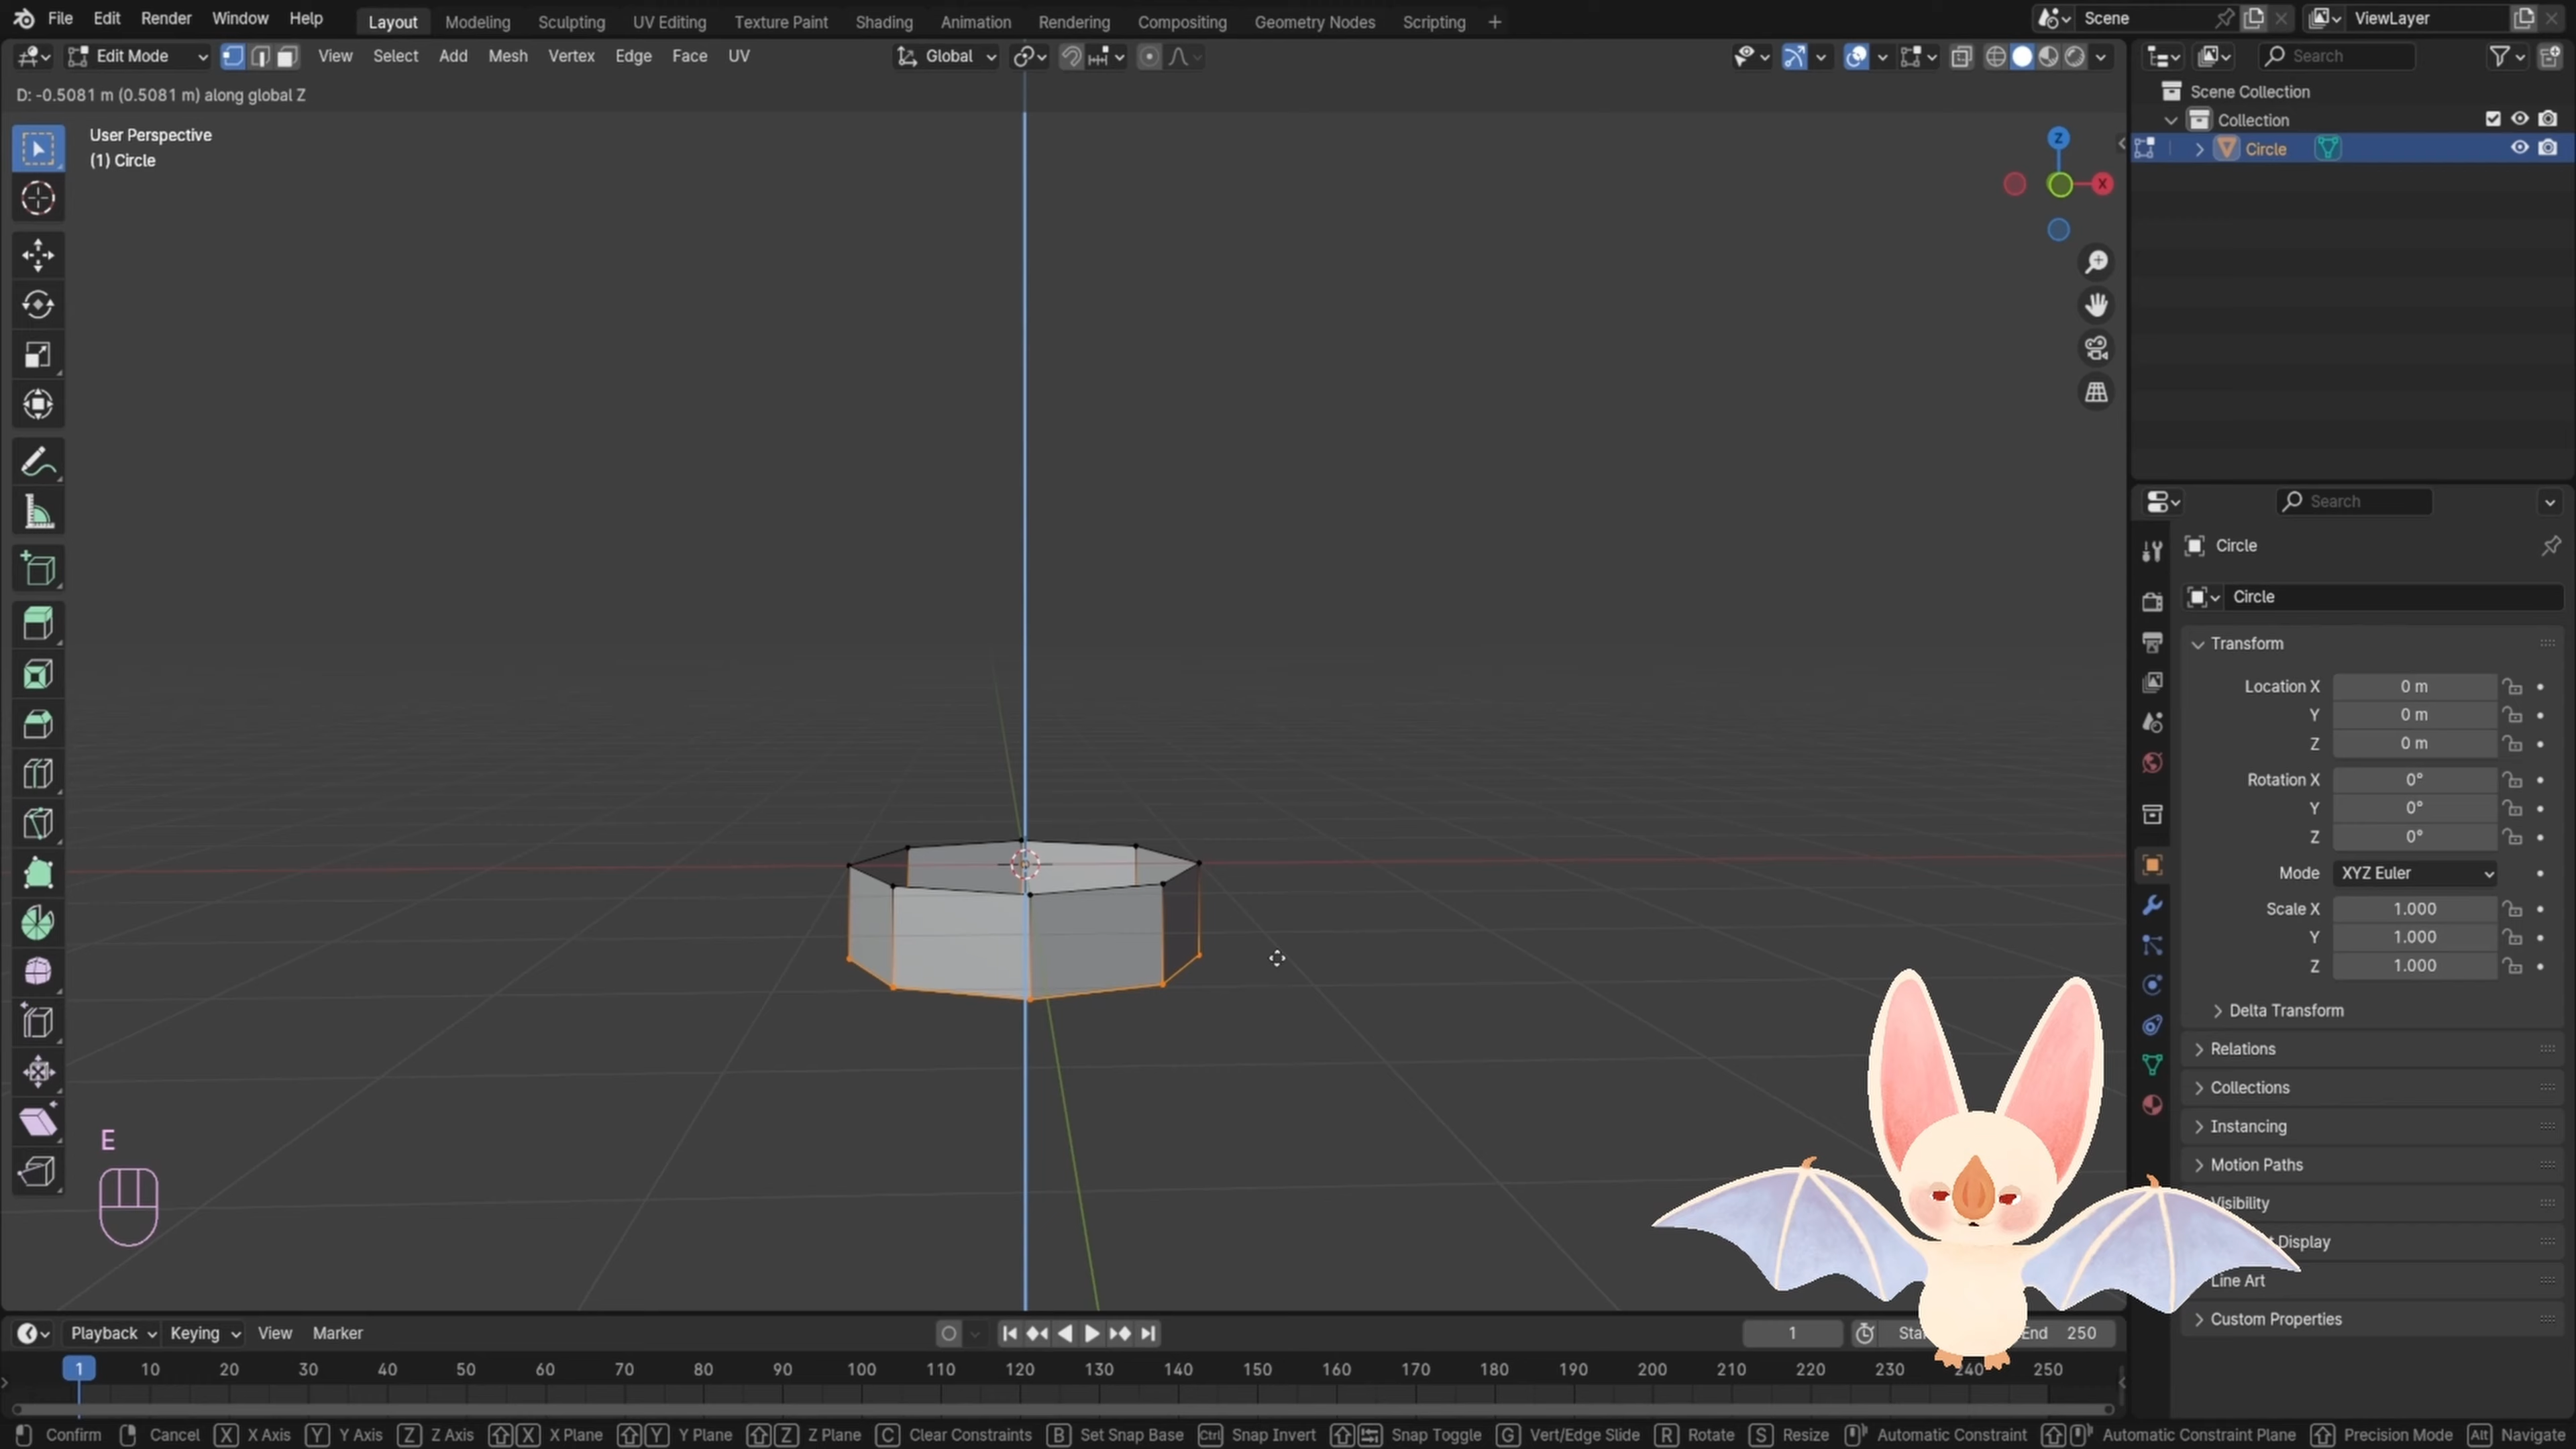 File Edit Render Window Help Layout Modeling Sculpting UV Editing Texture Paint Shading Animation Rendering Compositing Geometry Nodes Scripting + Scene ViewLayer
Edit Mode View Select Add Mesh Vertex Edge Face UV Global Search
D: -0.5081 m (0.5081 m) along global Z
User Perspective
(1) Circle
Z
X
Scene Collection
Collection
Circle
Search
Circle
Circle
Transform
Location X 0 m
Y 0 m
Z 0 m
Rotation X 0°
Y 0°
Z 0°
Mode XYZ Euler
Scale X 1.000
Y 1.000
Z 1.000
Delta Transform
Relations
Collections
Instancing
Motion Paths
Visibility
Display
Line Art
Custom Properties
E
Playback Keying View Marker 1 End 250
1 10 20 30 40 50 60 70 80 90 100 110 120 130 140 150 160 170 180 190 200 210 220 230 240 250
Confirm Cancel X X Axis Y Y Axis Z Z Axis X X Plane Y Y Plane Z Z Plane C Clear Constraints B Set Snap Base Ctrl Snap Invert Snap Toggle G Vert/Edge Slide R Rotate S Resize Automatic Constraint Automatic Constraint Plane Precision Mode Alt Navigate